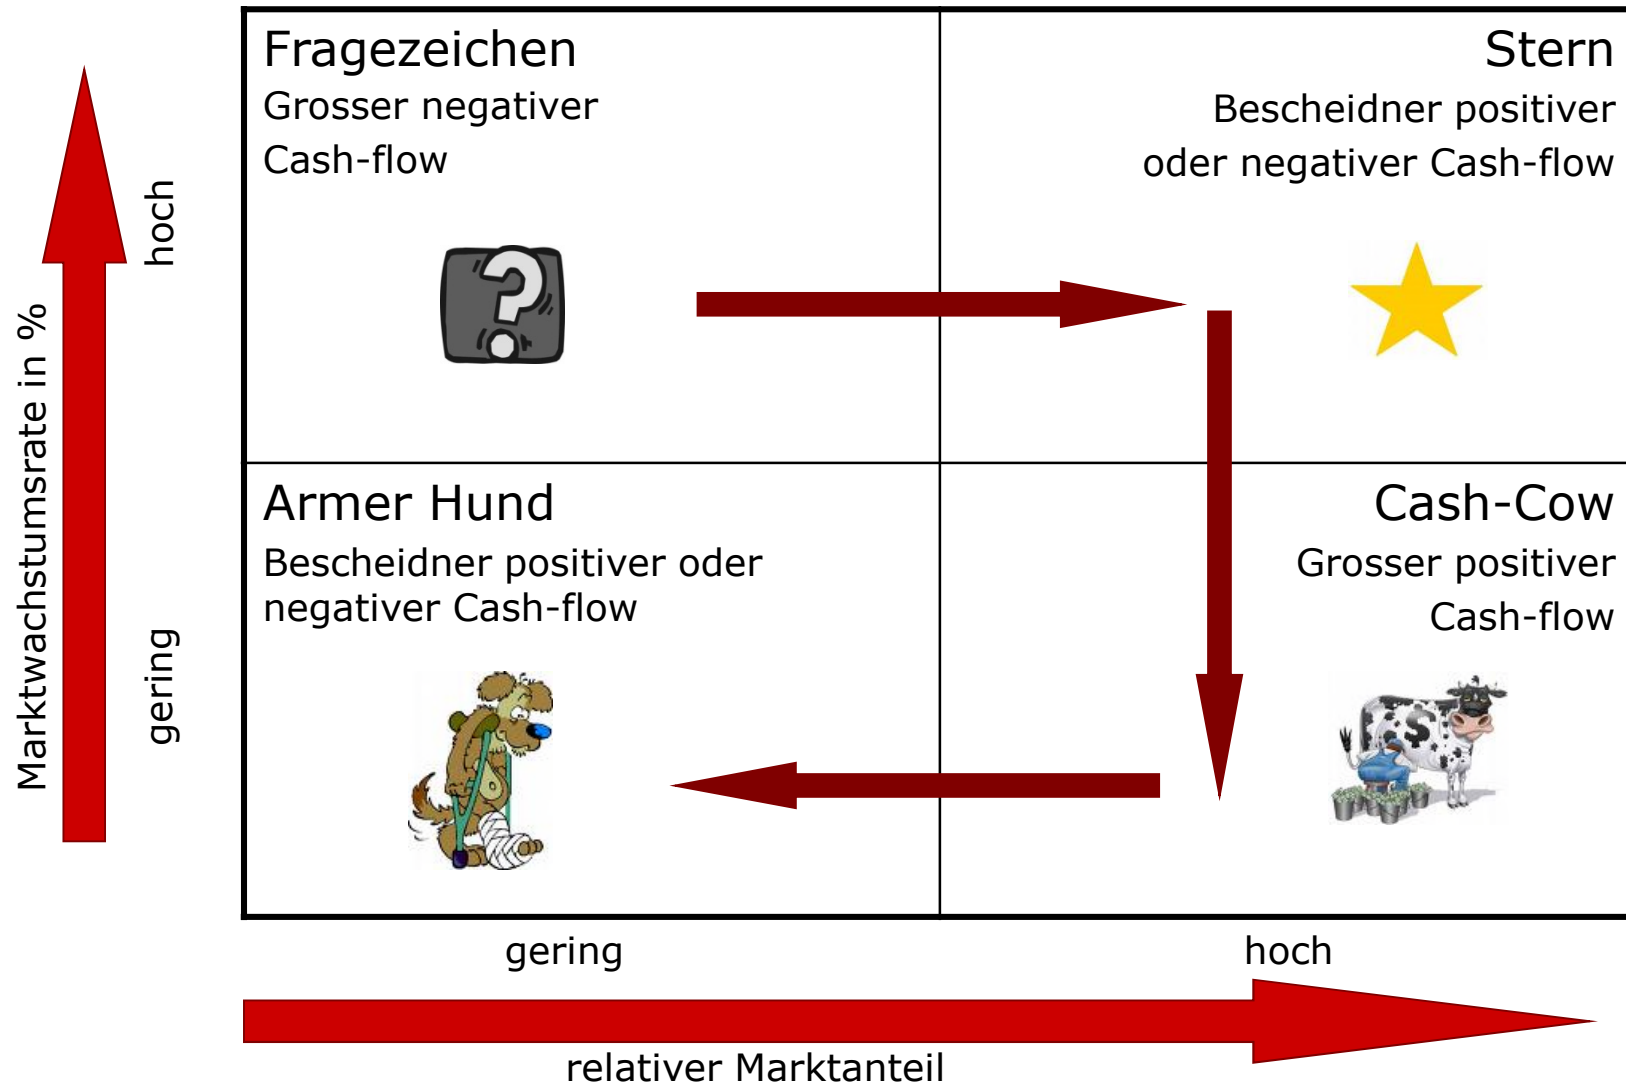 Fragezeichen
Grosser negativer
Cash-flow
?
Stern
Bescheidner positiver
oder negativer Cash-flow
Armer Hund
Bescheidner positiver oder
negativer Cash-flow
Cash-Cow
Grosser positiver
Cash-flow
$
Marktwachstumsrate in %
hoch
gering
gering
hoch
relativer Marktanteil